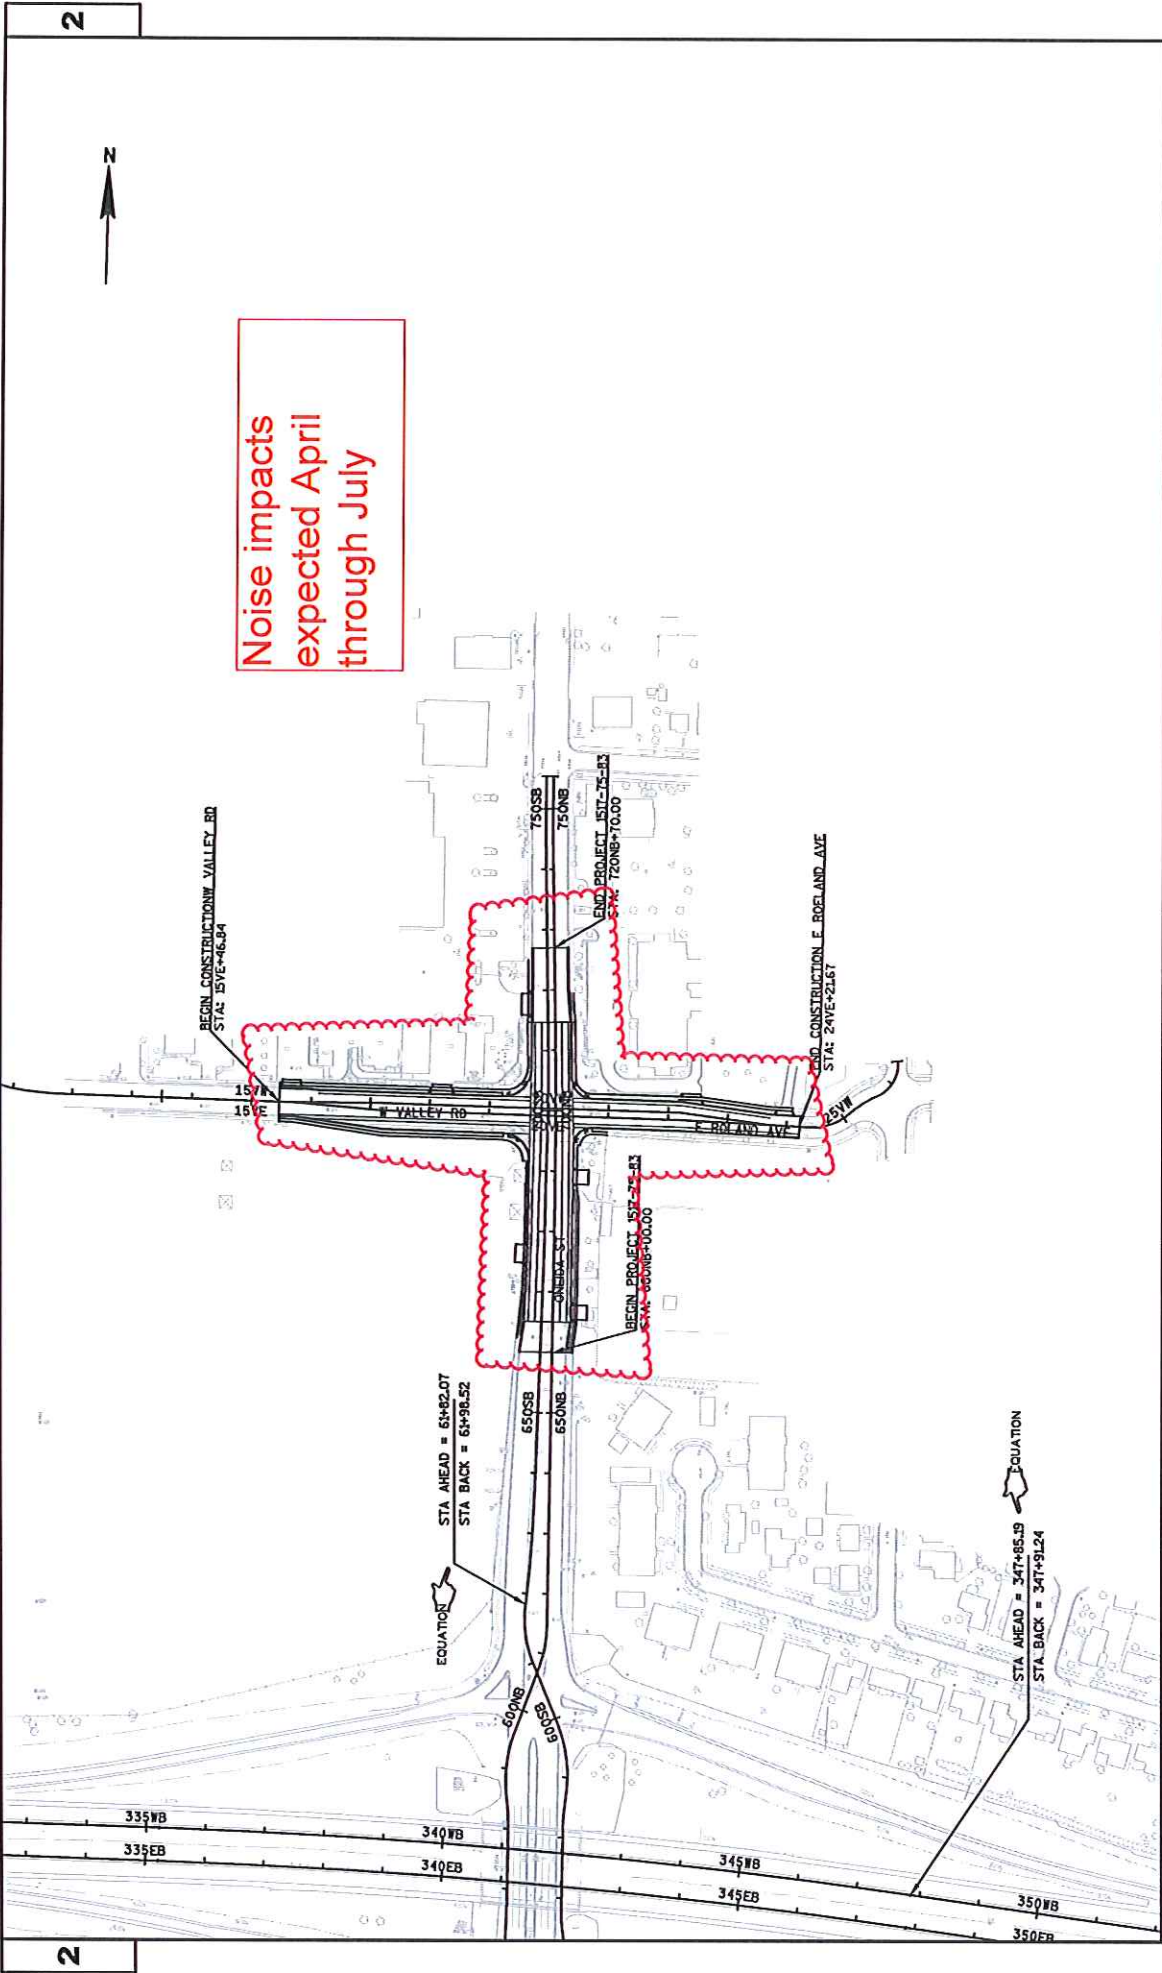 2
N
Noise impacts
expected April
through July
BEGIN CONSTRUCTIONW VALLEY RD
STA: 15VE+46.84
15VW
15VE
W VALLEY RD
E ROLAND AVE
25VW
END CONSTRUCTION E ROELAND AVE
STA: 24VE+21.67
750SB
750NB
END PROJECT 1517-75-83
STA: 720NB+70.00
ONEIDA ST
BEGIN PROJECT 1517-75-83
650SB
650NB
STA AHEAD = 61+82.07
STA BACK = 61+98.52
EQUATION
600NB
600SB
STA AHEAD = 347+85.19
STA BACK = 347+91.24
EQUATION
335WB
335EB
340WB
340EB
345WB
345EB
350WB
350EB
2